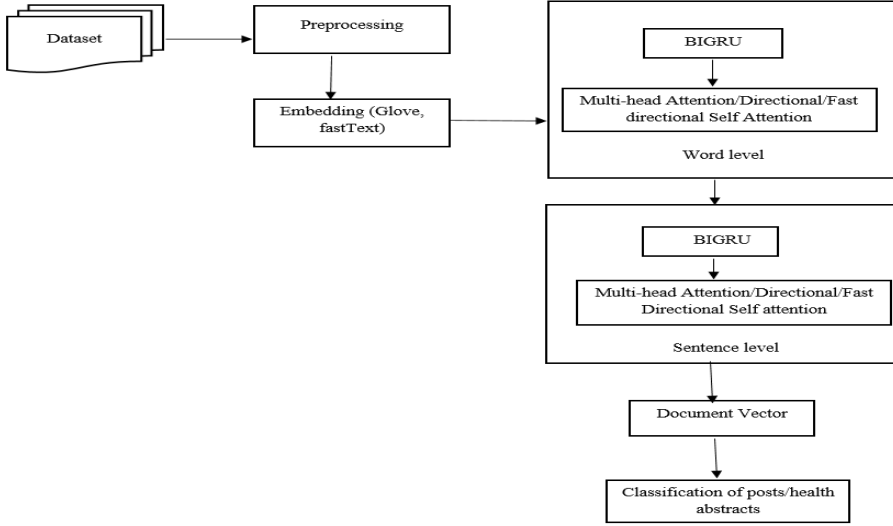 Dataset
Preprocessing
Embedding (Glove,
fastText)
BIGRU
Multi-head Attention/Directional/Fast
directional Self Attention
Word level
BIGRU
Multi-head Attention/Directional/Fast
Directional Self attention
Sentence level
Document Vector
Classification of posts/health
abstracts